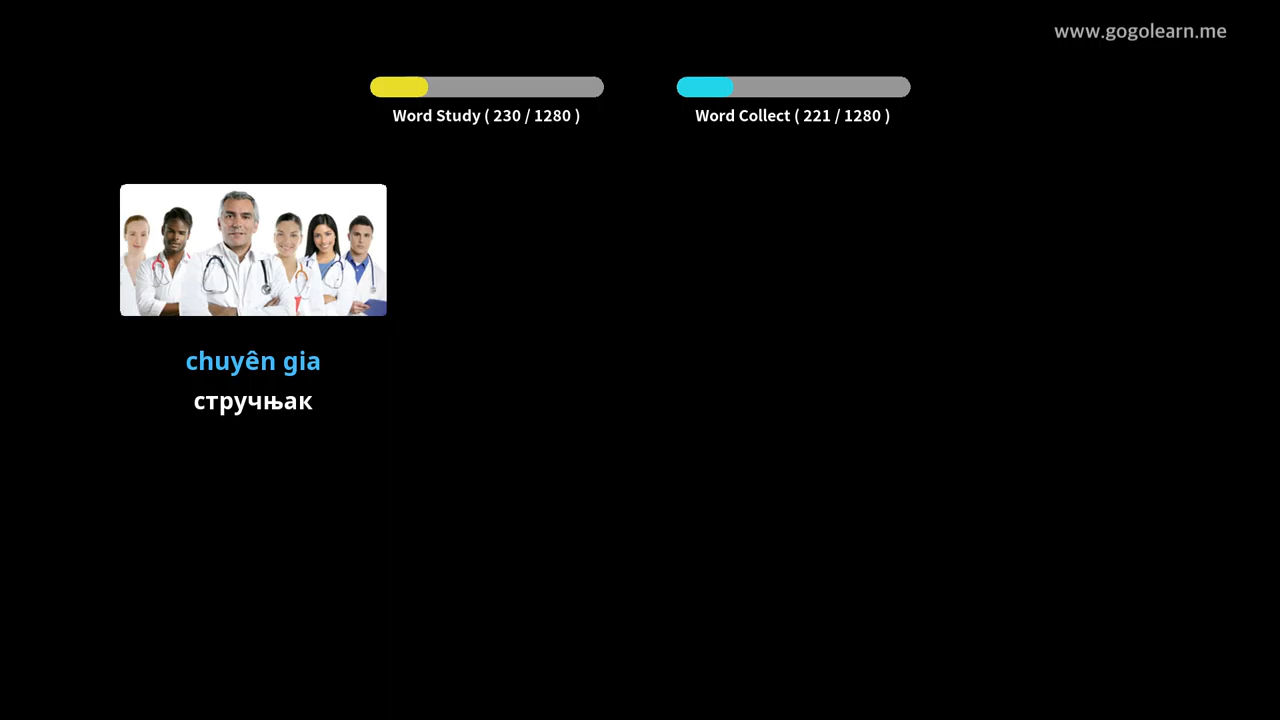 www.gogolearn.me
Word Study ( 230 / 1280 )
Word Collect ( 221 / 1280 )
chuyên gia
стручњак